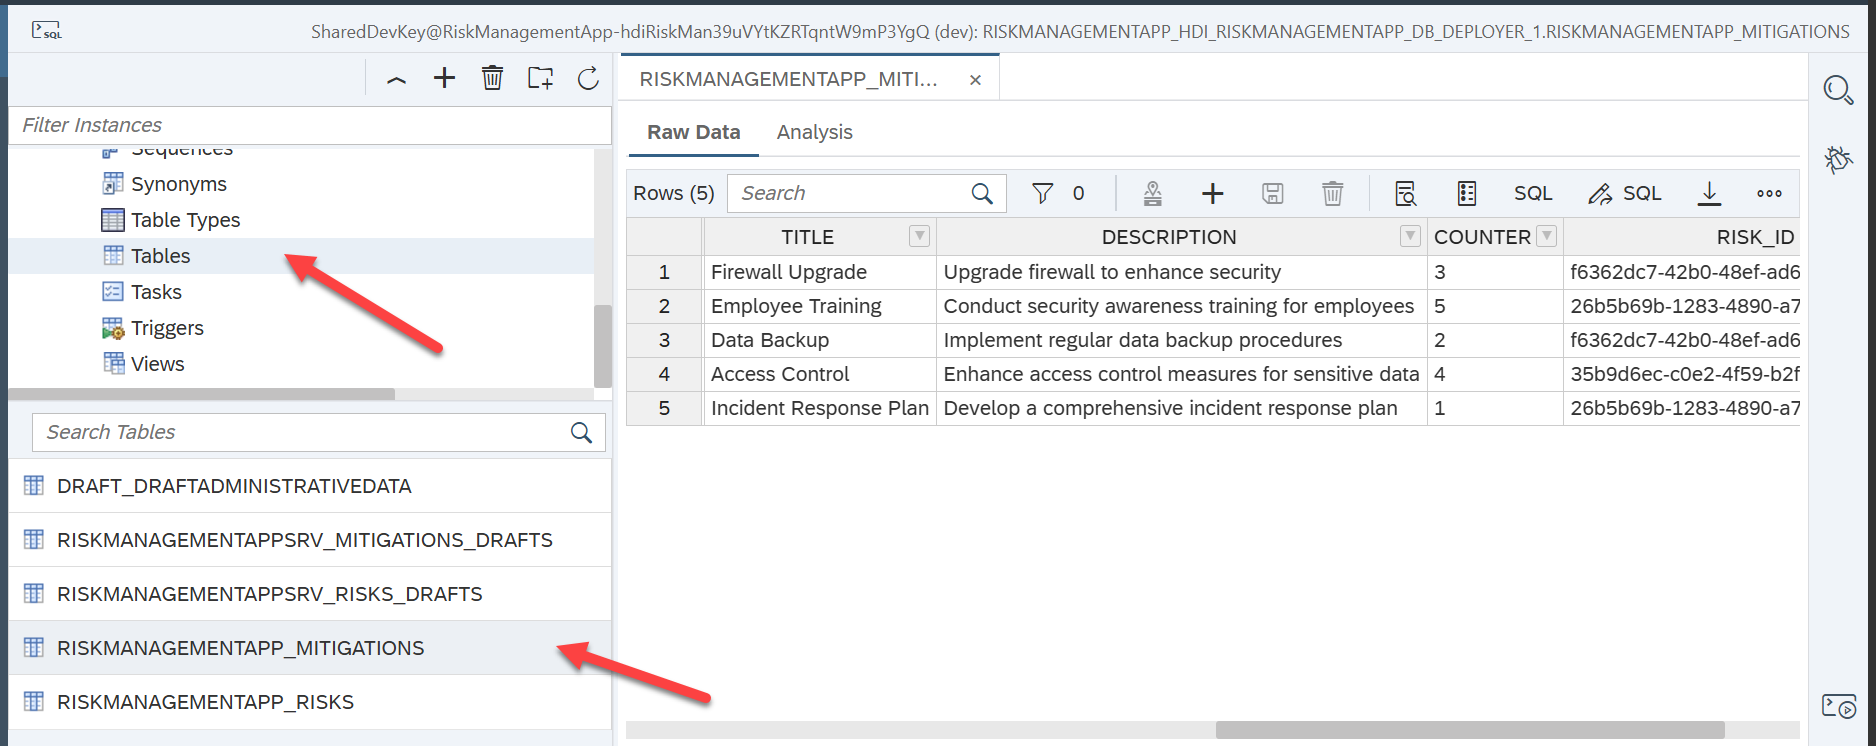 SQL
SharedDevKey@RiskManagementApp-hdiRiskMan39uVYtKZRTqntW9mP3YgQ (dev): RISKMANAGEMENTAPP_HDI_RISKMANAGEMENTAPP_DB_DEPLOYER_1.RISKMANAGEMENTAPP_MITIGATIONS
Filter Instances
Sequences
Synonyms
Table Types
Tables
Tasks
Triggers
Views
Search Tables
DRAFT_DRAFTADMINISTRATIVEDATA
RISKMANAGEMENTAPPSRV_MITIGATIONS_DRAFTS
RISKMANAGEMENTAPPSRV_RISKS_DRAFTS
RISKMANAGEMENTAPP_MITIGATIONS
RISKMANAGEMENTAPP_RISKS
RISKMANAGEMENTAPP_MITI...
Raw Data Analysis
Rows (5) Search 0 SQL SQL
TITLE DESCRIPTION COUNTER RISK_ID
1 Firewall Upgrade Upgrade firewall to enhance security 3 f6362dc7-42b0-48ef-ad6
2 Employee Training Conduct security awareness training for employees 5 26b5b69b-1283-4890-a7
3 Data Backup Implement regular data backup procedures 2 f6362dc7-42b0-48ef-ad6
4 Access Control Enhance access control measures for sensitive data 4 35b9d6ec-c0e2-4f59-b2f
5 Incident Response Plan Develop a comprehensive incident response plan 1 26b5b69b-1283-4890-a7